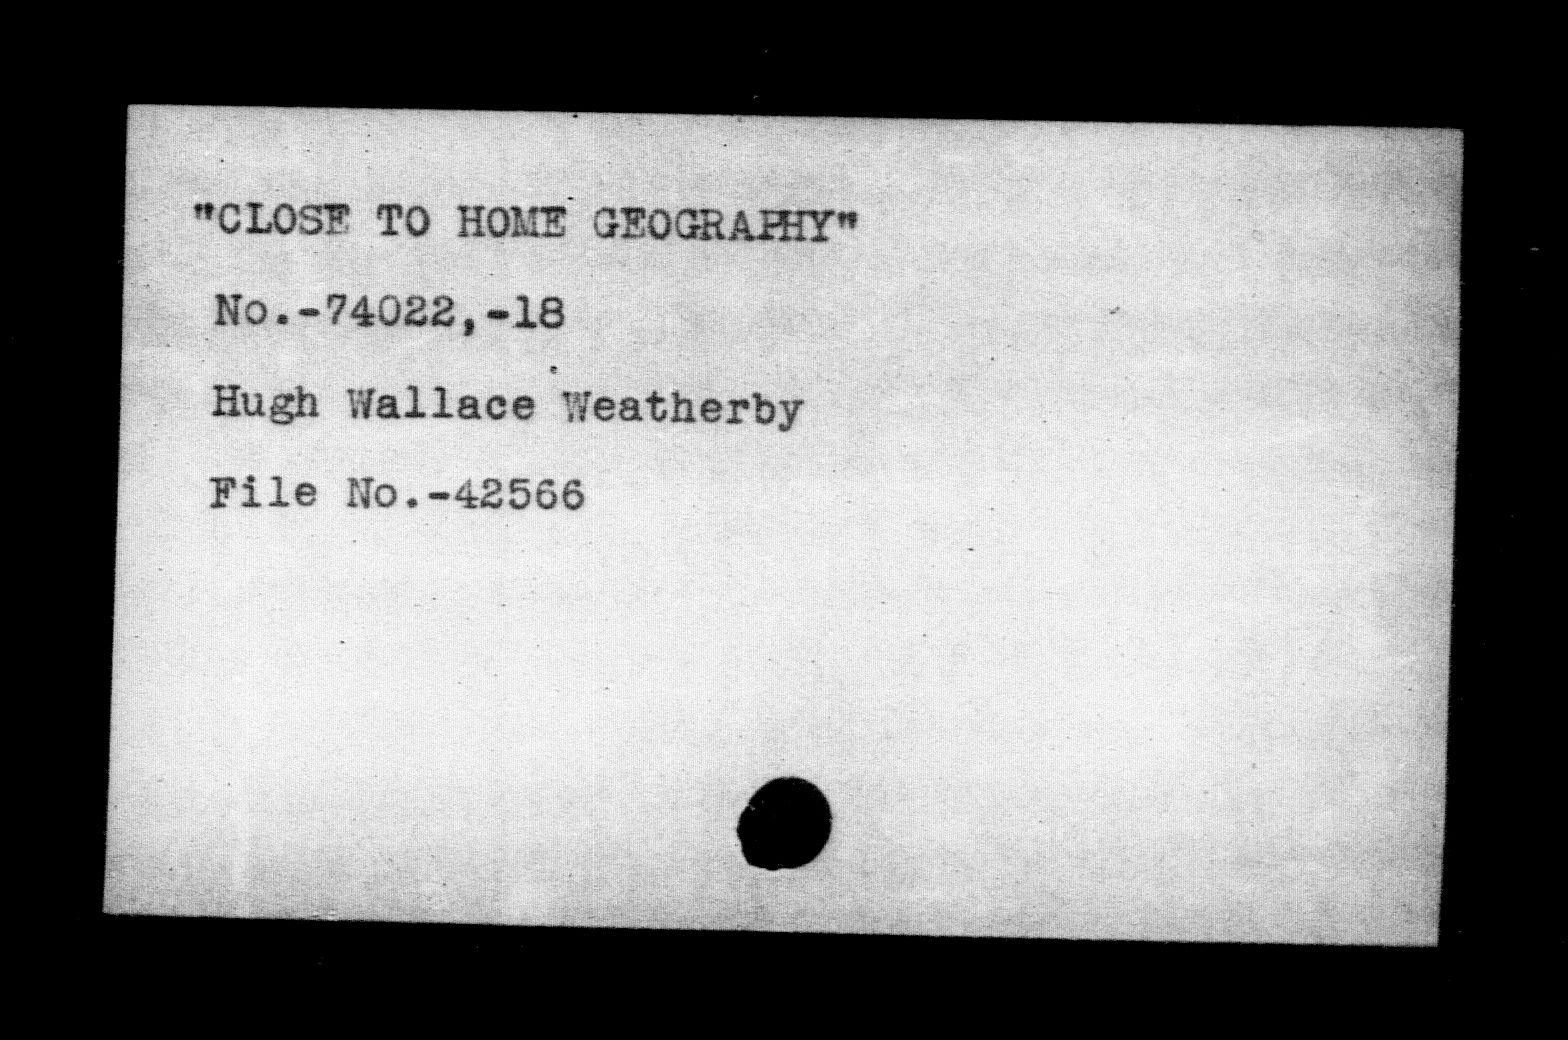 "CLOSE TO HOME GEOGRAPHY"
No.-74022,-18
Hugh Wallace Weatherby
File No.-42566